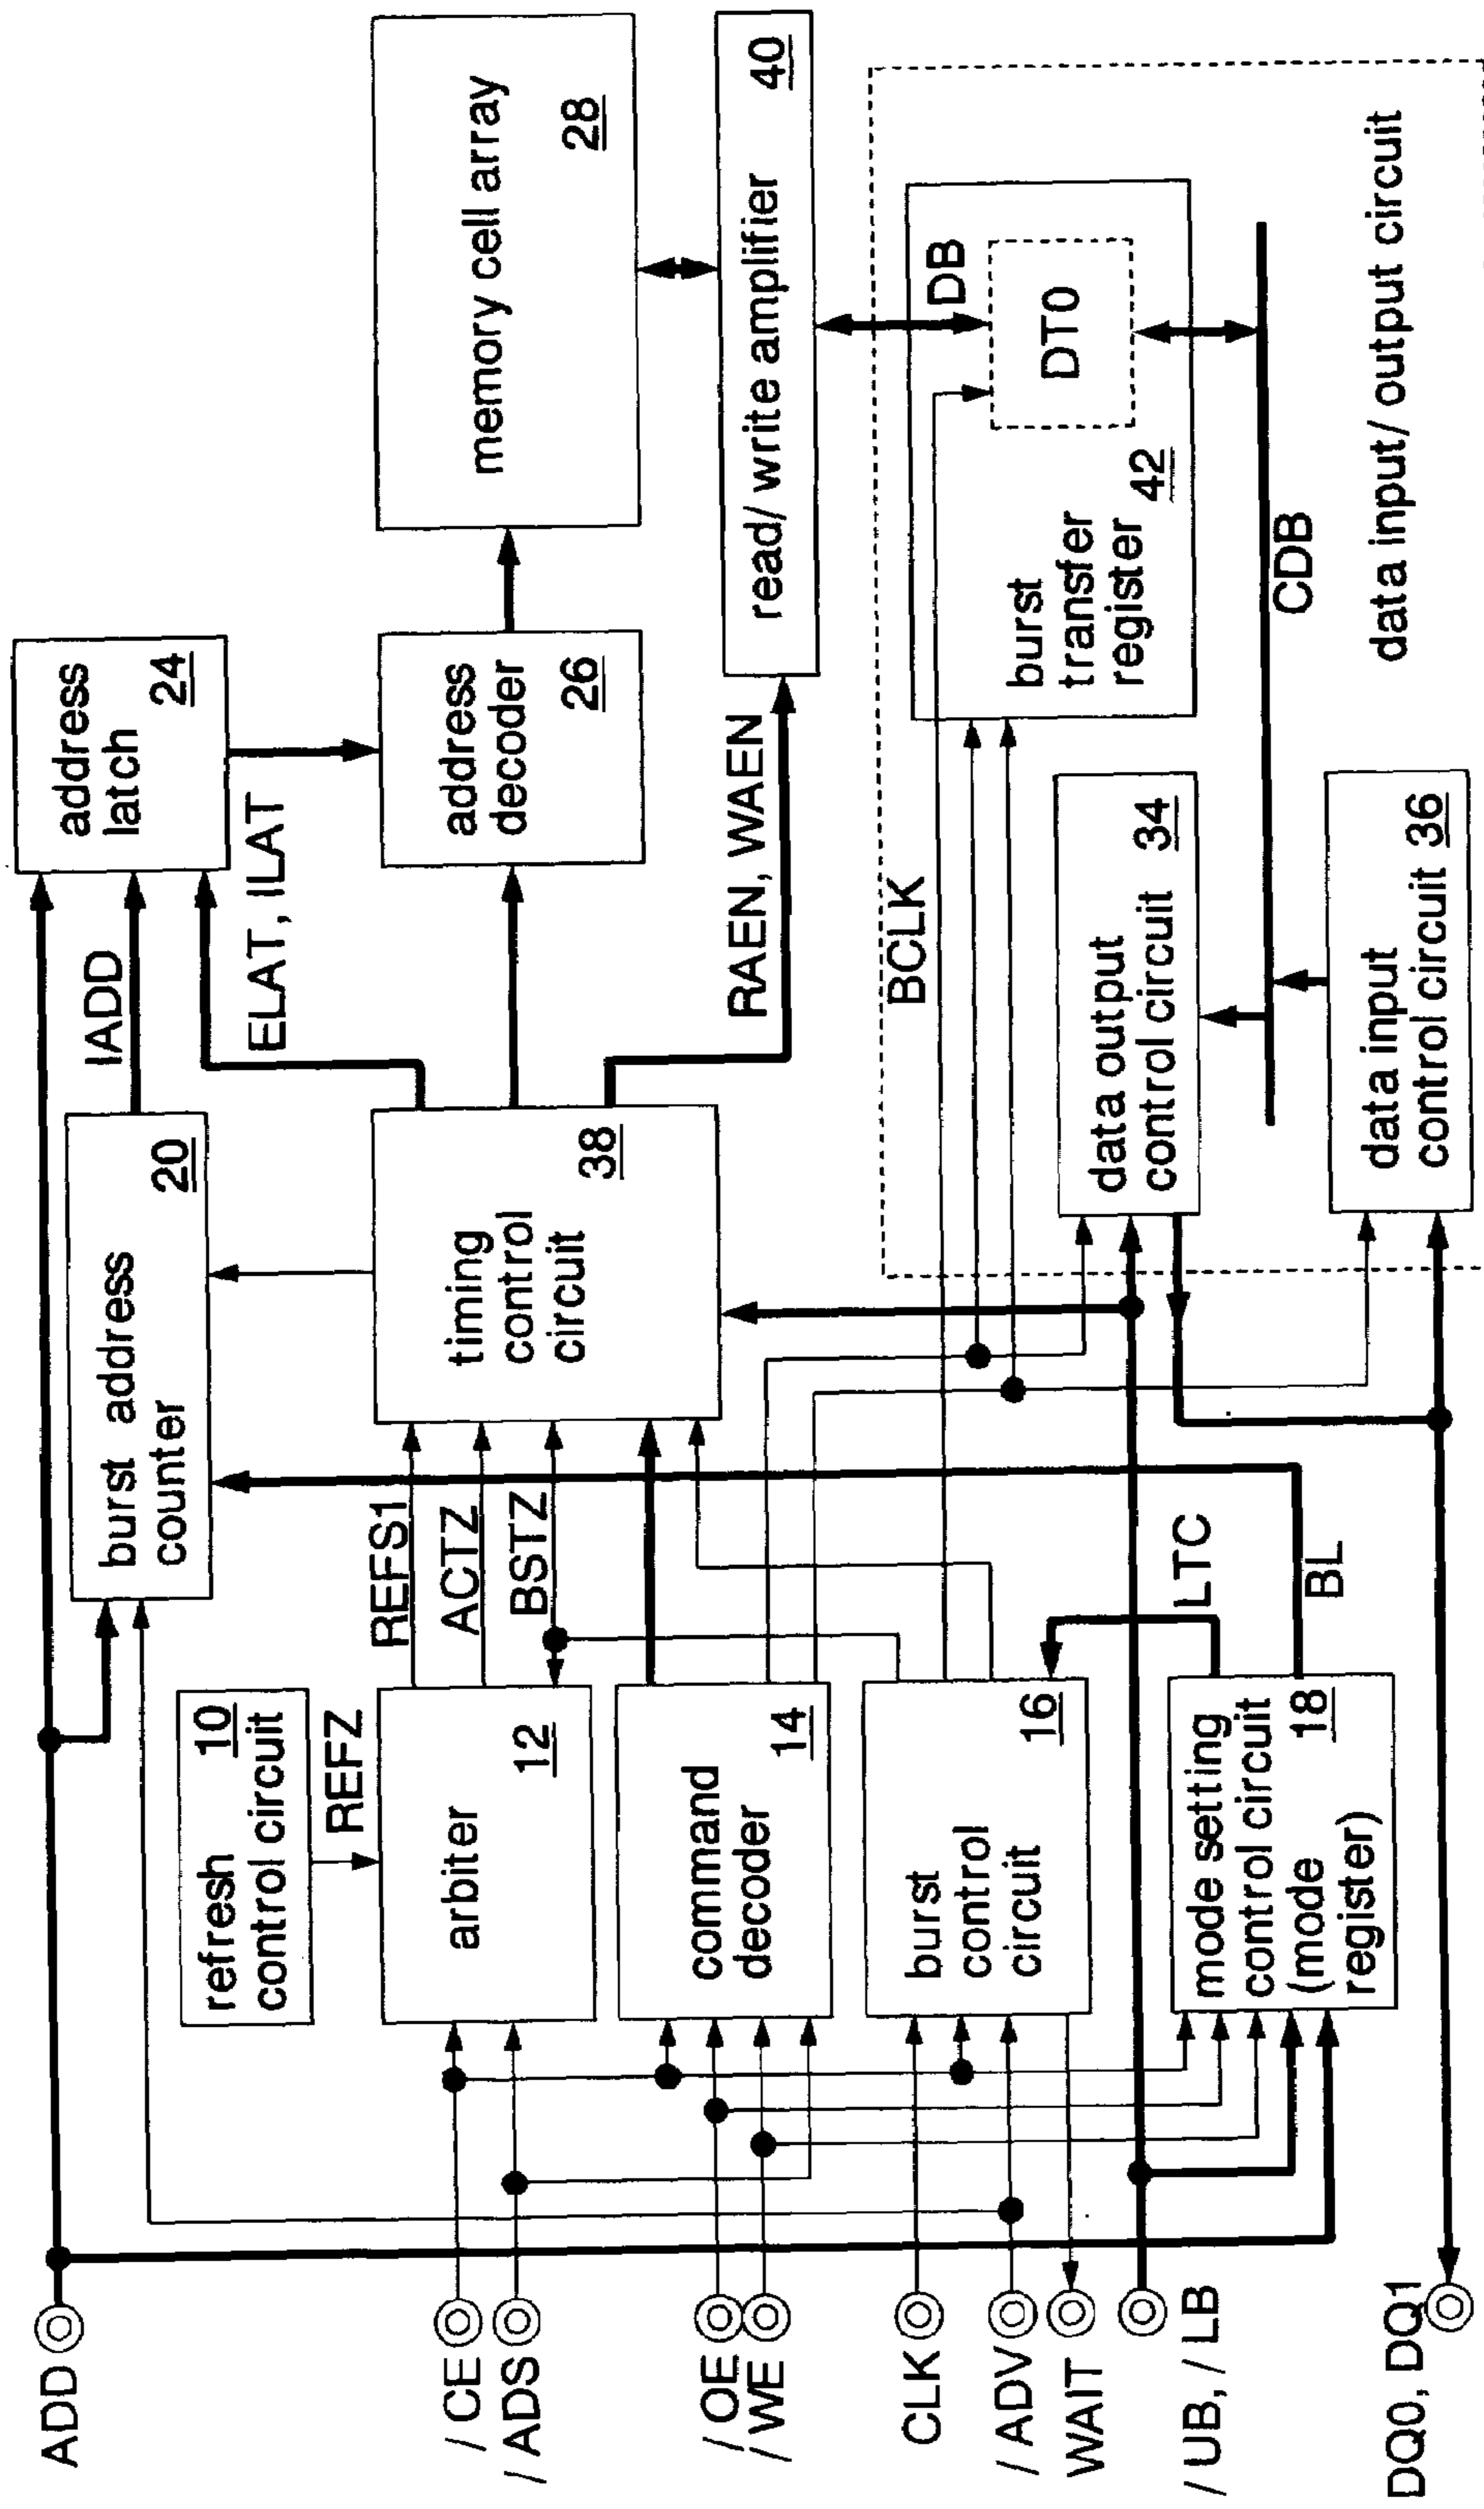 ADD
/ CE
/ ADS
/ OE
/ WE
CLK
/ ADV
WAIT
/ UB, / LB
DQ0, DQ1
refresh 10
control circuit
REFZ
arbiter
12
command
decoder
14
burst
control
circuit
16
mode setting
control circuit
(mode 18
register)
REFS1
ACTZ
BSTZ
LTC
BL
burst address 20
counter
timing
control
circuit
38
IADD
ELAT, ILAT
RAEN, WAEN
BCLK
address
latch 24
address
decoder
26
memory cell array
28
read/ write amplifier 40
data output
control circuit 34
data input
control circuit 36
burst
transfer
register 42
DB
DT0
CDB
data input/ output circuit